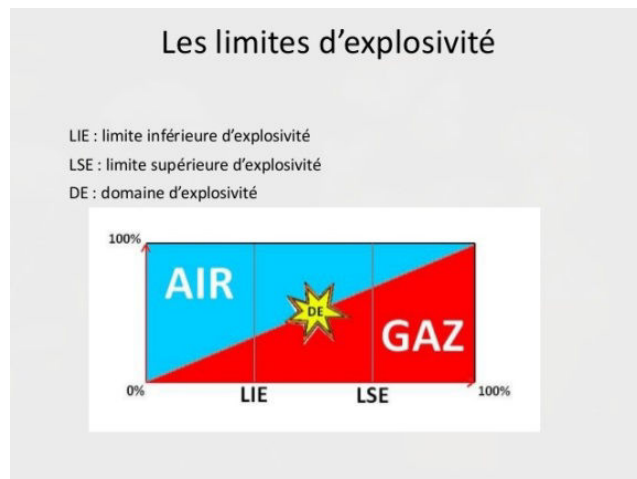 Les limites d'explosivité
LIE : limite inférieure d'explosivité
LSE : limite supérieure d'explosivité
DE : domaine d'explosivité
100%
AIR
DE
GAZ
0%
LIE
LSE
100%